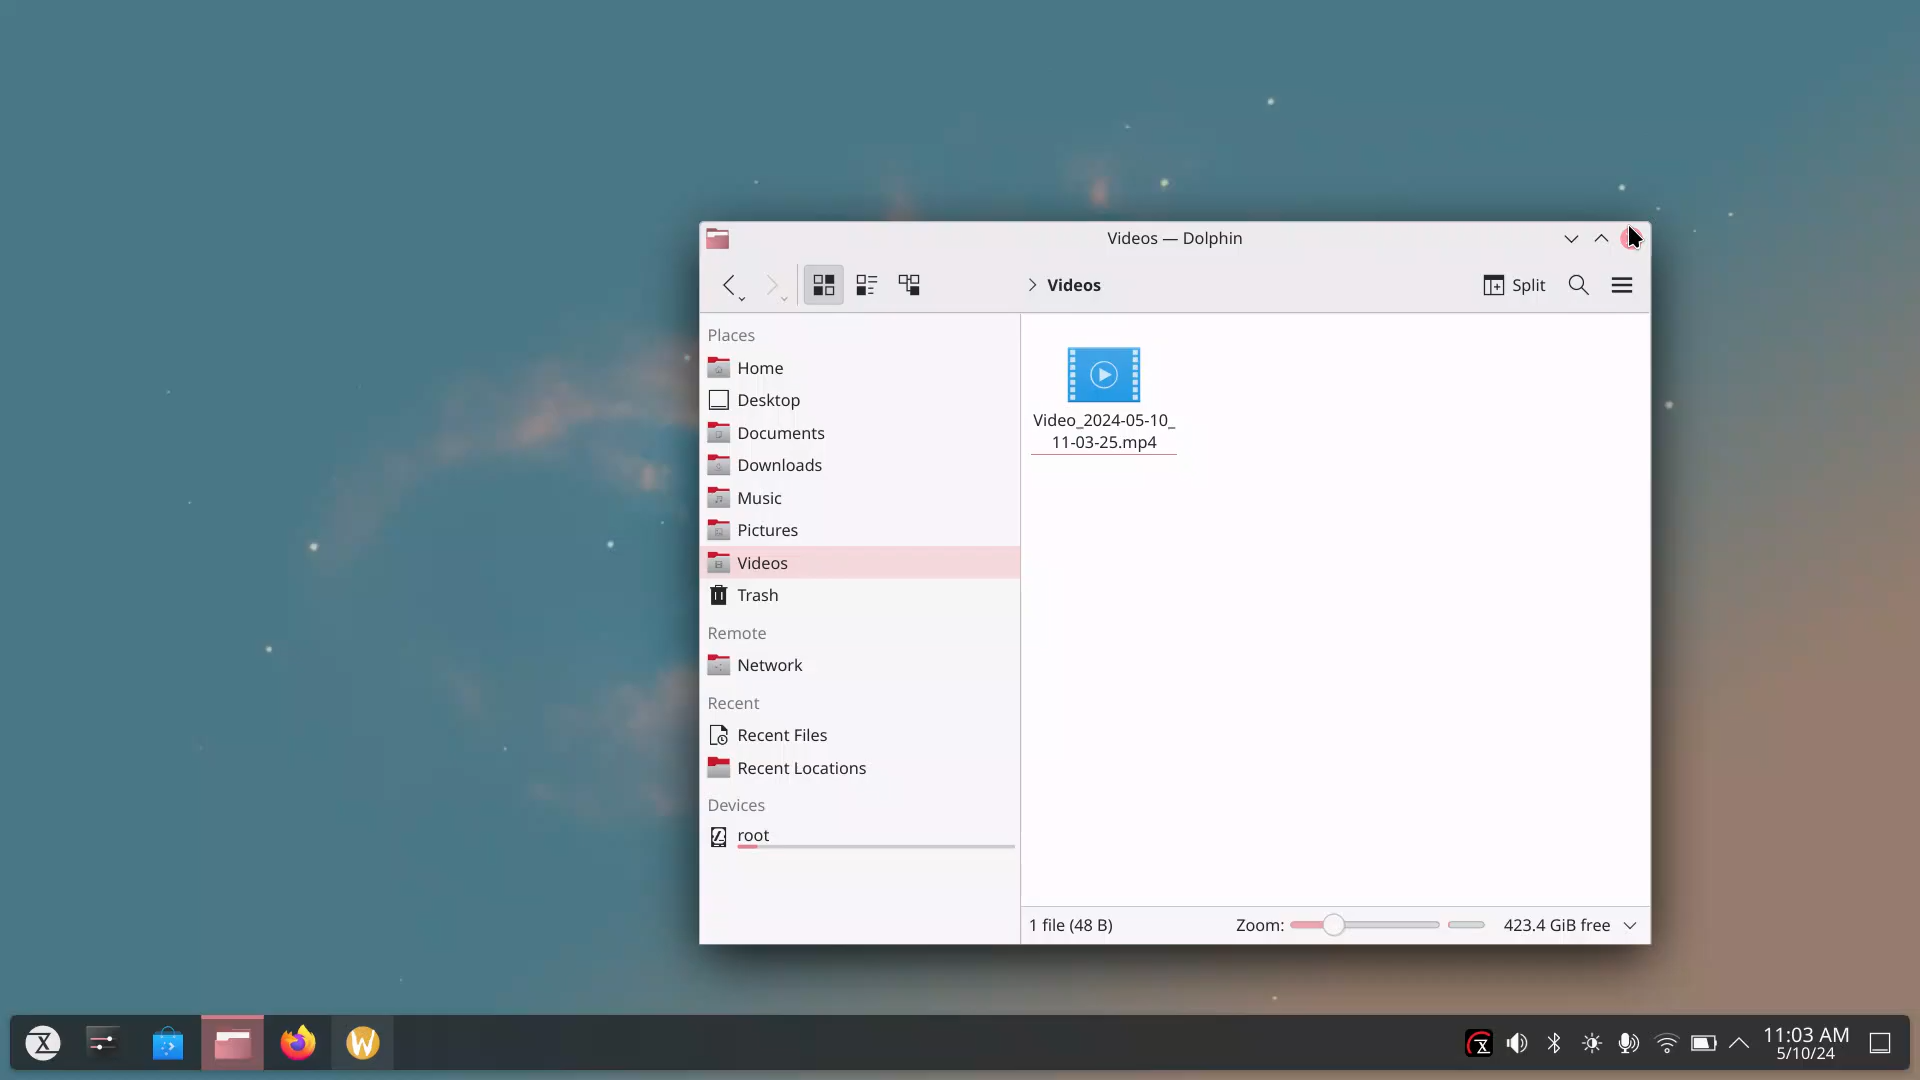 Videos — Dolphin
Videos
Split
Places
Home
Desktop
Documents
Downloads
Music
Pictures
Videos
Trash
Remote
Network
Recent
Recent Files
Recent Locations
Devices
root
Video_2024-05-10_
11-03-25.mp4
1 file (48 B)
Zoom:
423.4 GiB free
11:03 AM
5/10/24